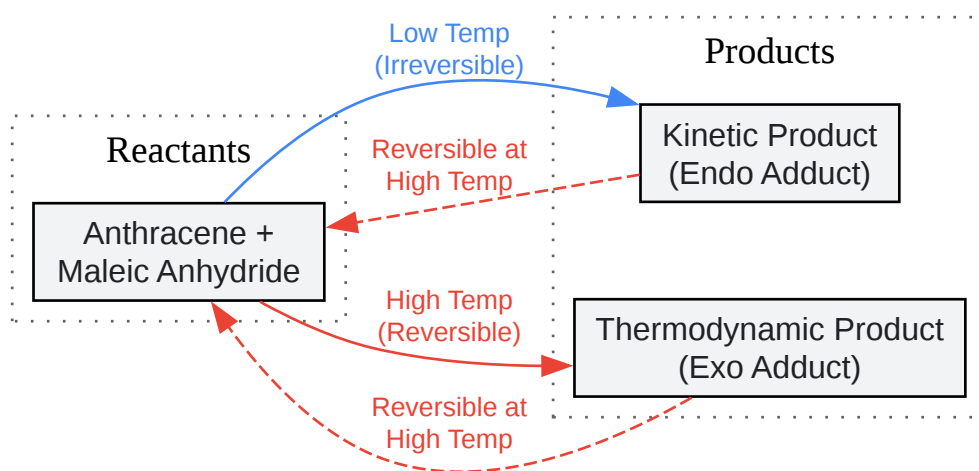 Low Temp
(Irreversible)
Products
Reactants
Kinetic Product
(Endo Adduct)
Reversible at
High Temp
Anthracene +
Maleic Anhydride
High Temp
(Reversible)
Thermodynamic Product
(Exo Adduct)
Reversible at
High Temp